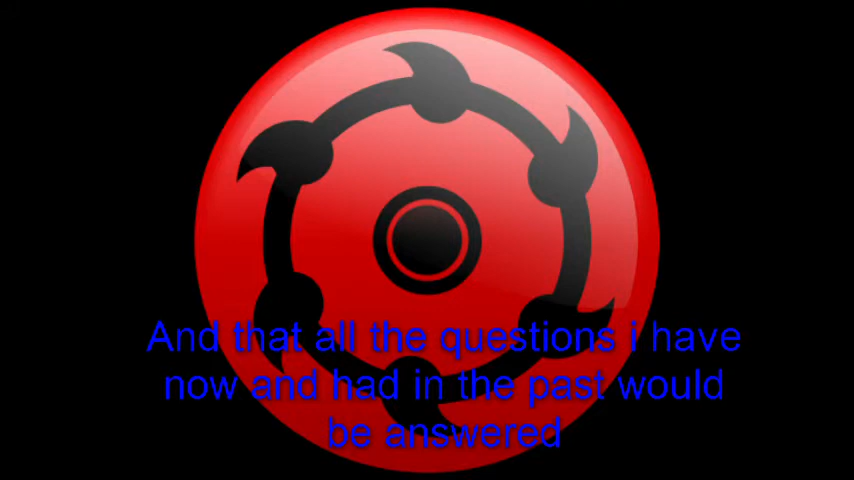 And that all the questions i have
now and had in the past would
be answered